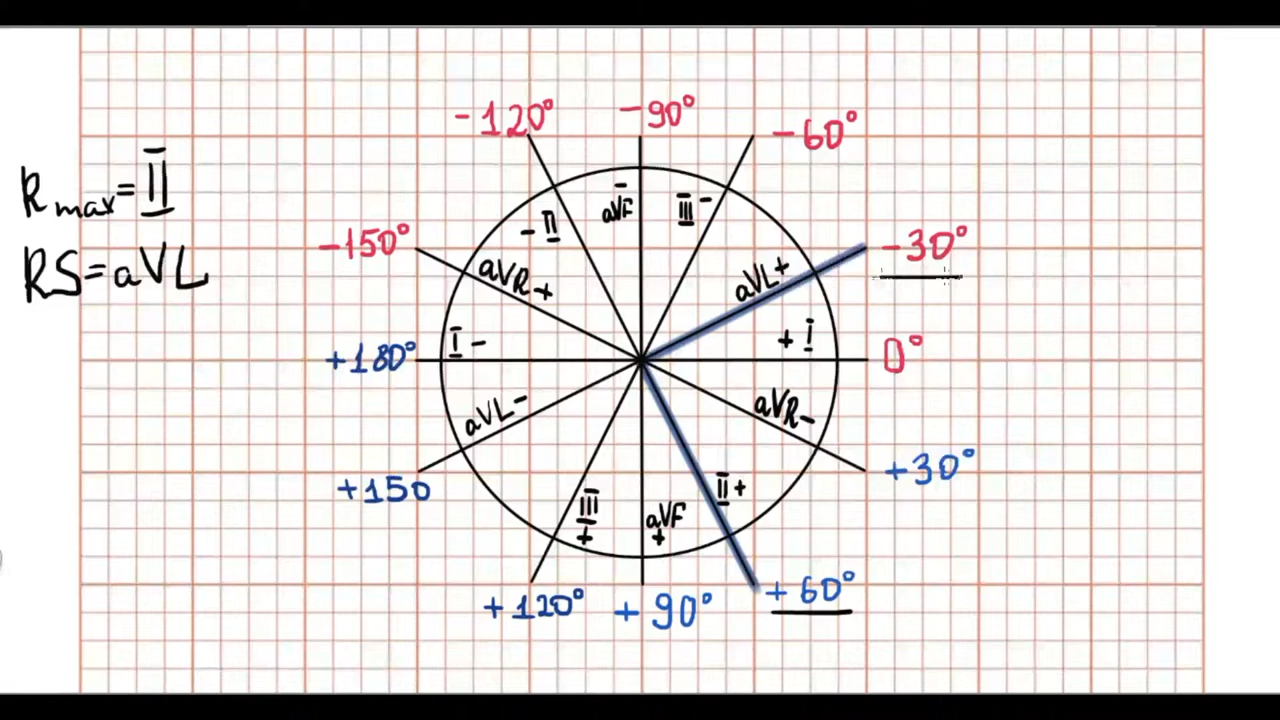 -120°
-90°
-60°
R max = II
aVF -
III -
- II
-150°
-30°
RS = aVL
aVR +
aVL +
+180°
I -
+ I
0°
aVL -
aVR -
+30°
+150
III +
aVF +
II +
+120°
+90°
+60°